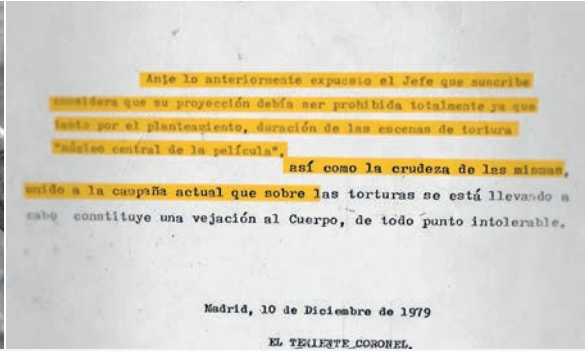 Ante lo anteriormente expuesto el Jefe que suscribe
considera que su proyección debía ser prohibida totalmente ya que
tanto por el planteamiento, duración de las escenas de tortura
"núcleo central de la película",
así como la crudeza de las mismas,
unido a la campaña actual que sobre las torturas se está llevando a
cabo constituye una vejación al Cuerpo, de todo punto intolerable.
Madrid, 10 de Diciembre de 1979
EL TENIENTE CORONEL.